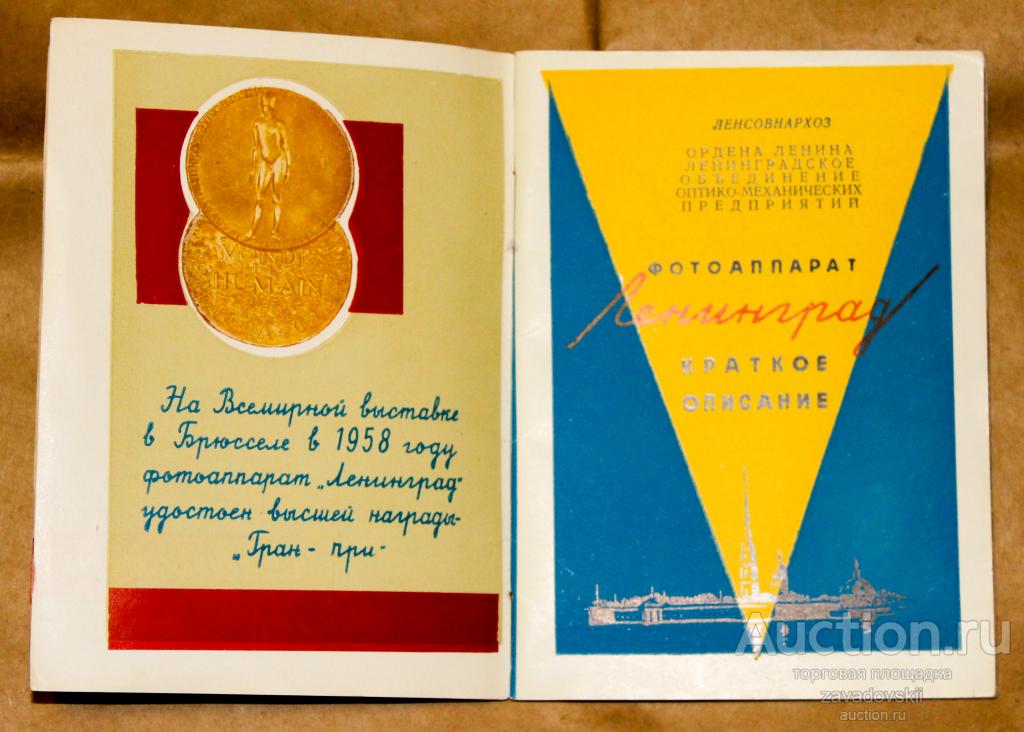 MUNDI
HUMAIN
На Всемирной выставке
в Брюсселе в 1958 году
фотоаппарат „Ленинград“
удостоен высшей награды-
„Гран-при“
ЛЕНСОВНАРХОЗ
ОРДЕНА ЛЕНИНА
ЛЕНИНГРАДСКОЕ
ОБЪЕДИНЕНИЕ
ОПТИКО-МЕХАНИЧЕСКИХ
ПРЕДПРИЯТИЙ
ФОТОАППАРАТ
Ленинград
КРАТКОЕ
ОПИСАНИЕ
Auction.ru
торговая площадка
zavadovskii
auction.ru